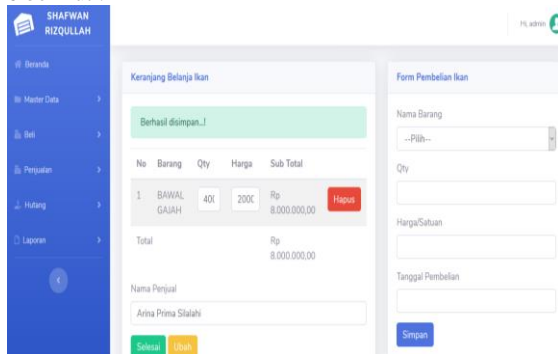 SHAFWAN
RIZQULLAH
Hi, admin
Beranda
Master Data
Beli
Penjualan
Hutang
Laporan
Keranjang Belanja Ikan
Berhasil disimpan..!
No Barang Qty Harga Sub Total
1 BAWAL GAJAH 400 2000 Rp 8.000.000,00 Hapus
Total Rp 8.000.000,00
Nama Penjual
Arina Prima Silalahi
Selesai Ubah
Form Pembelian Ikan
Nama Barang
--Pilih--
Qty
Harga/Satuan
Tanggal Pembelian
Simpan